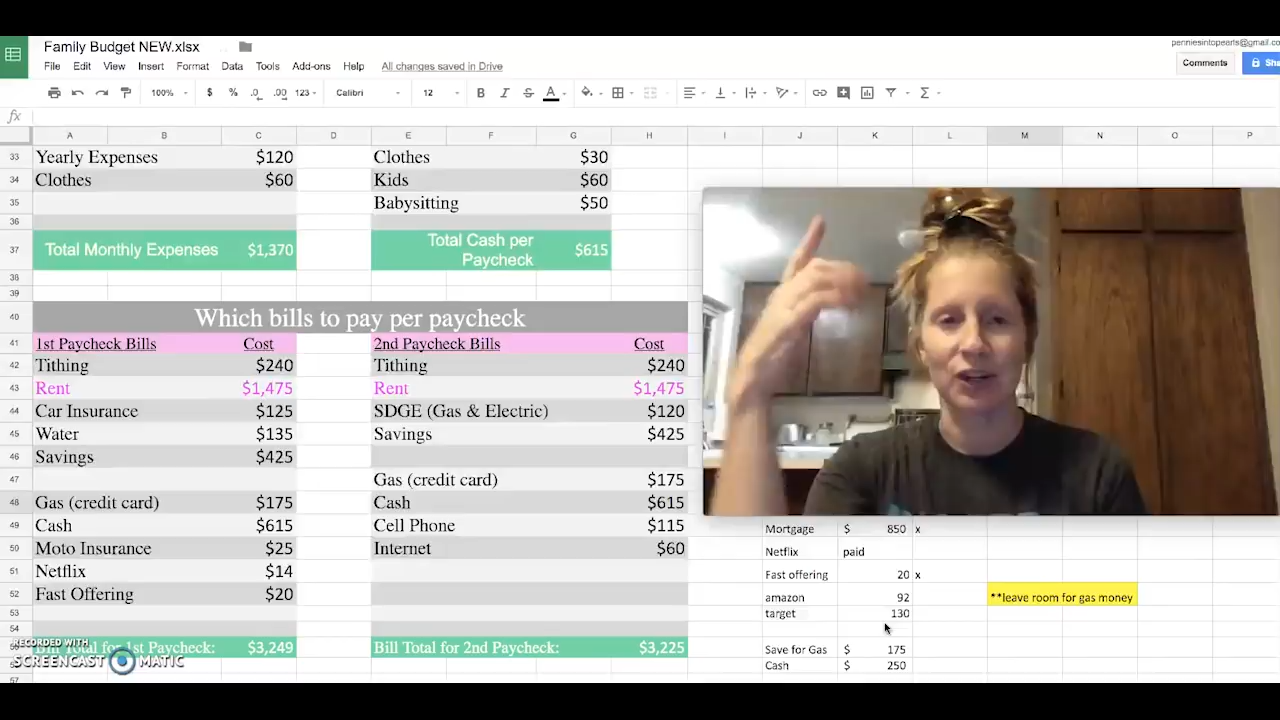 Family Budget NEW.xlsx
penniesintopearls@gmail.co
File Edit View Insert Format Data Tools Add-ons Help All changes saved in Drive
Comments
Sha
100% $ % .0 .00 123 Calibri 12 B I S A
fx
A B C D E F G H I J K L M N O P
33 Yearly Expenses $120 Clothes $30
34 Clothes $60 Kids $60
35 Babysitting $50
36
37 Total Monthly Expenses $1,370 Total Cash per Paycheck $615
38
39
40 Which bills to pay per paycheck
41 1st Paycheck Bills Cost 2nd Paycheck Bills Cost
42 Tithing $240 Tithing $240
43 Rent $1,475 Rent $1,475
44 Car Insurance $125 SDGE (Gas & Electric) $120
45 Water $135 Savings $425
46 Savings $425
47 Gas (credit card) $175
48 Gas (credit card) $175 Cash $615
49 Cash $615 Cell Phone $115 Mortgage $ 850 x
50 Moto Insurance $25 Internet $60 Netflix paid
51 Netflix $14 Fast offering 20 x
52 Fast Offering $20 amazon 92 **leave room for gas money
53 target 130
54
Bill Total for 1st Paycheck: $3,249 Bill Total for 2nd Paycheck: $3,225 Save for Gas $ 175
Cash $ 250
57
RECORDED WITH
SCREENCAST MATIC